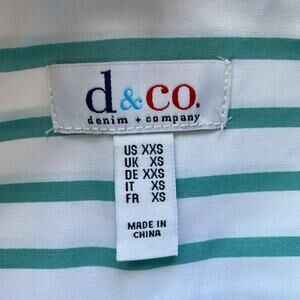 d&co.
denim + company
US XXS
UK XS
DE XXS
IT XS
FR XS
MADE IN
CHINA